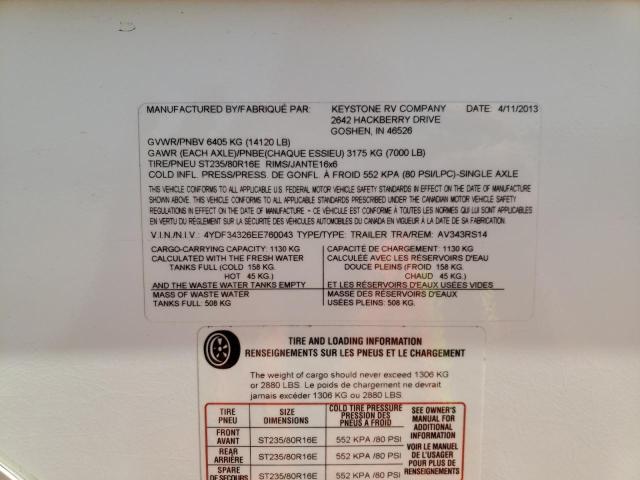 MANUFACTURED BY/FABRIQUÉ PAR: KEYSTONE RV COMPANY DATE: 4/11/2013
2642 HACKBERRY DRIVE
GOSHEN, IN 46526
GVWR/PNBV 6405 KG (14120 LB)
GAWR (EACH AXLE)/PNBE(CHAQUE ESSIEU) 3175 KG (7000 LB)
TIRE/PNEU ST235/80R16E RIMS/JANTE16x6
COLD INFL. PRESS/PRESS. DE GONFL. À FROID 552 KPA (80 PSI/LPC)-SINGLE AXLE
THIS VEHICLE CONFORMS TO ALL APPLICABLE U.S. FEDERAL MOTOR VEHICLE SAFETY STANDARDS IN EFFECT ON THE DATE OF MANUFACTURE
SHOWN ABOVE. THIS VEHICLE CONFORMS TO ALL APPLICABLE STANDARDS PRESCRIBED UNDER THE CANADIAN MOTOR VEHICLE SAFETY
REGULATIONS IN EFFECT ON THE DATE OF MANUFACTURE - CE VÉHICULE EST CONFORME À TOUTES LES NORMES QUI LUI SONT APPLICABLES
EN VERTU DU RÈGLEMENT SUR LA SÉCURITÉ DES VÉHICULES AUTOMOBILES DU CANADA EN VIGUEUR À LA DATE DE SA FABRICATION
V.I.N./N.I.V.: 4YDF34326EE760043 TYPE/TYPE: TRAILER TRA/REM: AV343RS14
CARGO-CARRYING CAPACITY: 1130 KG
CALCULATED WITH THE FRESH WATER
TANKS FULL (COLD 158 KG.
HOT 45 KG.)
AND THE WASTE WATER TANKS EMPTY
MASS OF WASTE WATER
TANKS FULL: 508 KG
CAPACITÉ DE CHARGEMENT: 1130 KG
CALCULÉE AVEC LES RÉSERVOIRS D'EAU
DOUCE PLEINS (FROID 158 KG.
CHAUD 45 KG.)
ET LES RÉSERVOIRS D'EAUX USÉES VIDES
MASSE DES RÉSERVOIRS D'EAUX
USÉES PLEINS: 508 KG.
TIRE AND LOADING INFORMATION
RENSEIGNEMENTS SUR LES PNEUS ET LE CHARGEMENT
The weight of cargo should never exceed 1306 KG
or 2880 LBS. Le poids de chargement ne devrait
jamais excéder 1306 KG ou 2880 LBS.
TIRE
PNEU
SIZE
DIMENSIONS
COLD TIRE PRESSURE
PRESSION DES
PNEUS A FROID
SEE OWNER'S
MANUAL FOR
ADDITIONAL
INFORMATION
VOIR LE MANUEL
DE L'USAGER
POUR PLUS DE
RENSEIGNEMENTS
FRONT
AVANT
ST235/80R16E
552 KPA /80 PSI
REAR
ARRIÈRE
ST235/80R16E
552 KPA /80 PSI
SPARE
DE SECOURS
ST235/80R16E
552 KPA /80 PSI